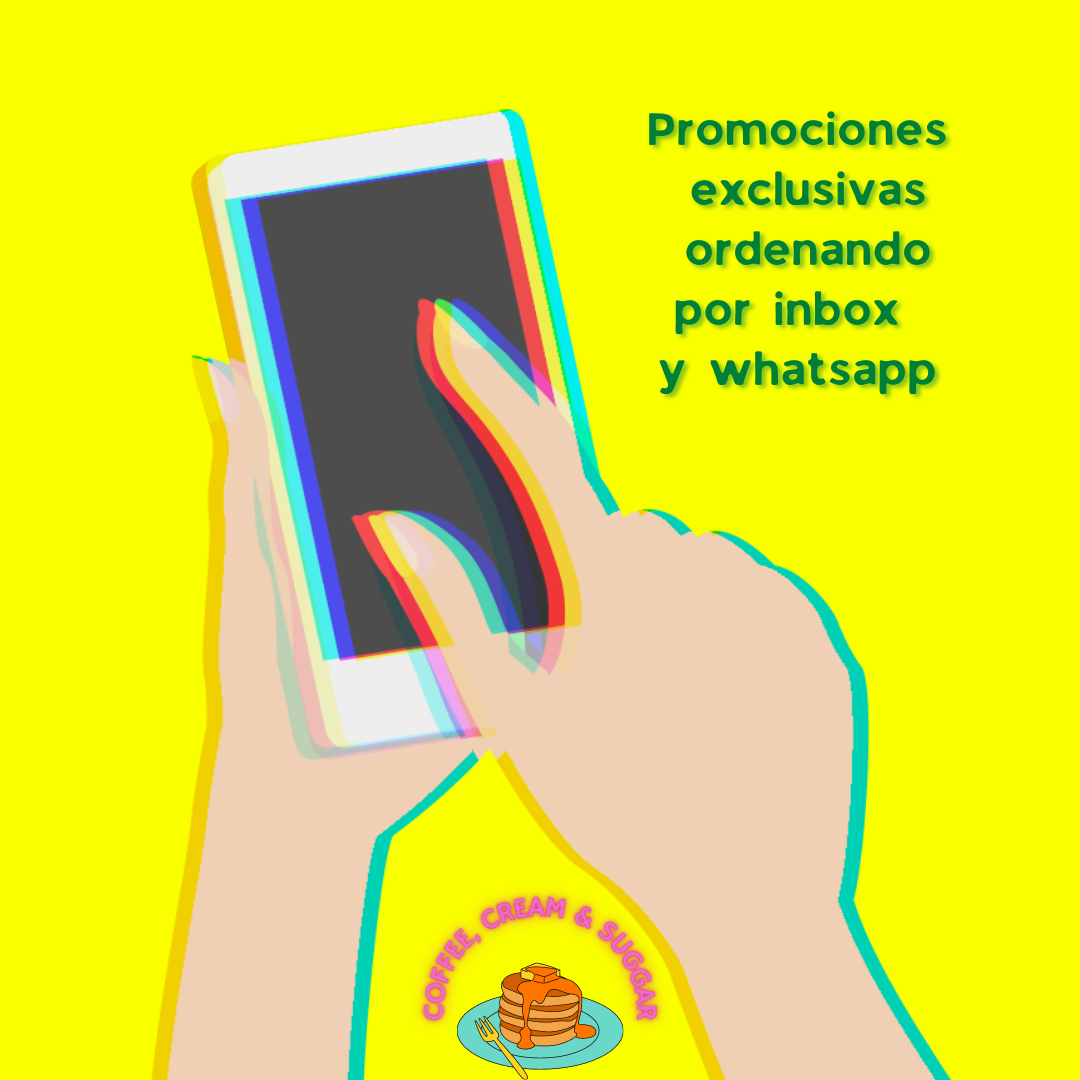 Promociones
exclusivas
ordenando
por inbox
y whatsapp
COFFEE, CREAM & SUGGAR